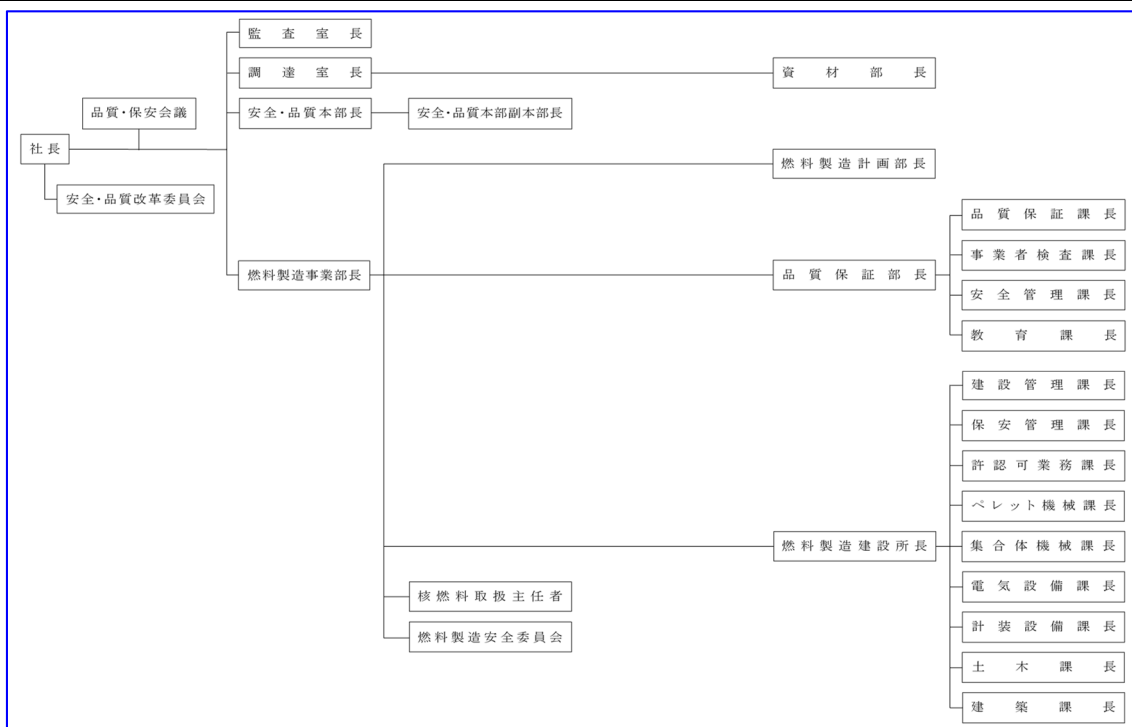 監査室長
調達室長
資材部長
品質・保安会議
安全・品質本部長
安全・品質本部副本部長
社長
燃料製造計画部長
安全・品質改革委員会
品質保証課長
事業者検査課長
燃料製造事業部長
品質保証部長
安全管理課長
教育課長
建設管理課長
保安管理課長
許認可業務課長
ペレット機械課長
燃料製造建設所長
集合体機械課長
核燃料取扱主任者
電気設備課長
燃料製造安全委員会
計装設備課長
土木課長
建築課長